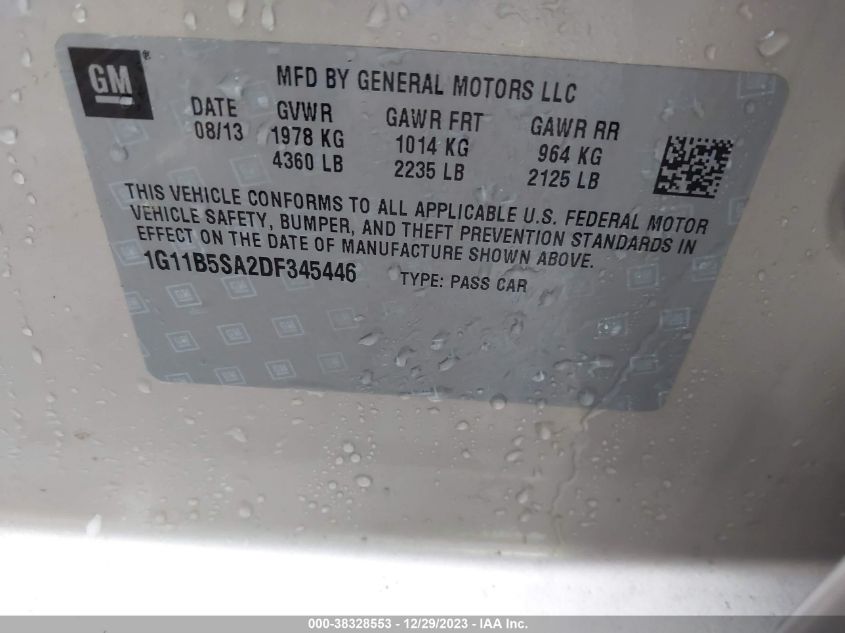 GM ®
MFD BY GENERAL MOTORS LLC
DATE GVWR GAWR FRT GAWR RR
08/13 1978 KG 1014 KG 964 KG
4360 LB 2235 LB 2125 LB
THIS VEHICLE CONFORMS TO ALL APPLICABLE U.S. FEDERAL MOTOR
VEHICLE SAFETY, BUMPER, AND THEFT PREVENTION STANDARDS IN
EFFECT ON THE DATE OF MANUFACTURE SHOWN ABOVE.
1G11B5SA2DF345446 TYPE: PASS CAR
000-38328553 - 12/29/2023 - IAA Inc.